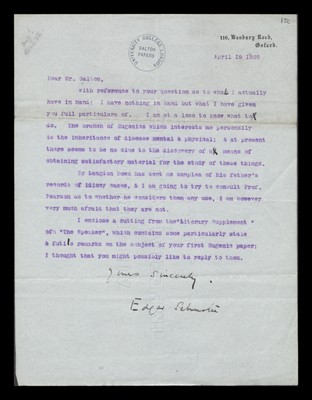 UNIVERSITY COLLEGE LONDON
GALTON
PAPERS
116, Banbury Road,
Oxford.
April 19 1905
Dear Mr. Galton,
With reference to your question as to what I actually
have in hand: I have nothing in hand but what I have given
you full particulars of. I am at a loss to know what to
do. The branch of Eugenics which interests me personally
is the inheritance of disease mental & physical; & at present
there seems to be no clue to the discovery of a means of
obtaining satisfactory material for the study of these things.
Dr Langdon Down has sent me samples of his father's
records of idiocy cases, & I am going to try to consult Prof.
Pearson as to whether he considers them any use, I am however
very much afraid that they are not.
I enclose a cutting from the "Literary Supplement"
of "The Speaker", which contains some particularly stale
& futile remarks on the subject of your first Eugenic paper;
I thought that you might possibly like to reply to them.
Yours Sincerely,
Edgar Schuster